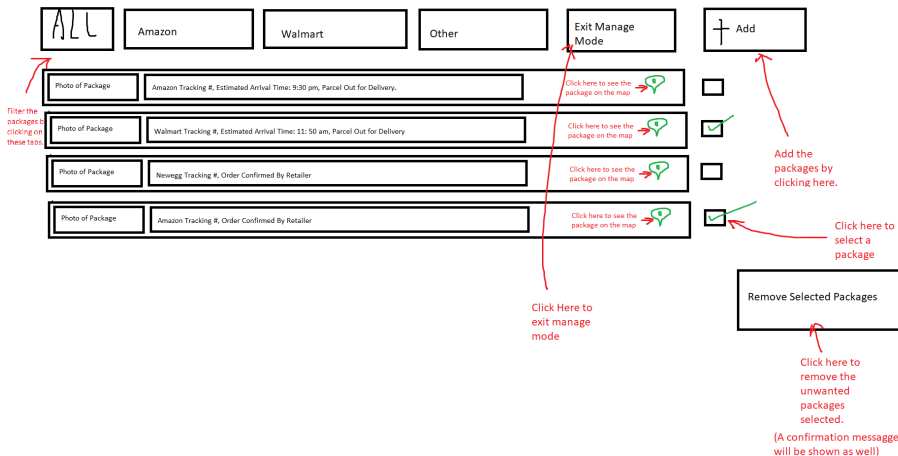 ALL
Amazon
Walmart
Other
Exit Manage
Mode
+ Add
Filter the
packages b
clicking on
these tabs.
Photo of Package
Amazon Tracking #, Estimated Arrival Time: 9:30 pm, Parcel Out for Delivery.
Click here to see the
package on the map
Photo of Package
Walmart Tracking #, Estimated Arrival Time: 11: 50 am, Parcel Out for Delivery
Click here to see the
package on the map
Photo of Package
Newegg Tracking #, Order Confirmed By Retailer
Click here to see the
package on the map
Photo of Package
Amazon Tracking #, Order Confirmed By Retailer
Click here to see the
package on the map
Add the
packages by
clicking here.
Click here to
select a
package
Click Here to
exit manage
mode
Remove Selected Packages
Click here to
remove the
unwanted
packages
selected.
(A confirmation messagge
will be shown as well)